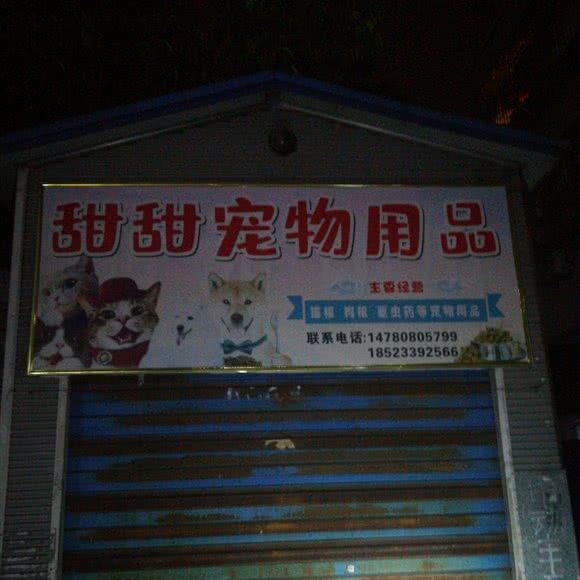 甜甜宠物用品
主要经营
猫粮 狗粮 驱虫药等宠物用品
联系电话:14780805799
18523392566